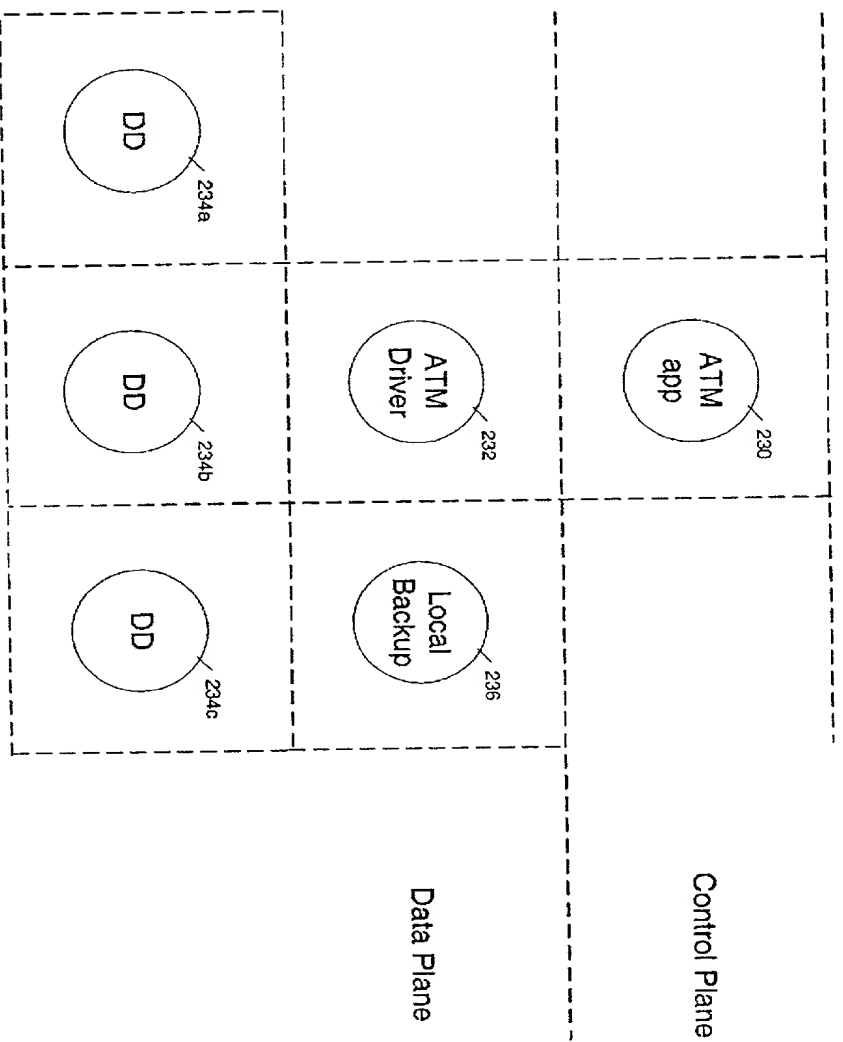 230
ATM
app
Control Plane
232
ATM
Driver
236
Local
Backup
Data Plane
234a
DD
234b
DD
234c
DD